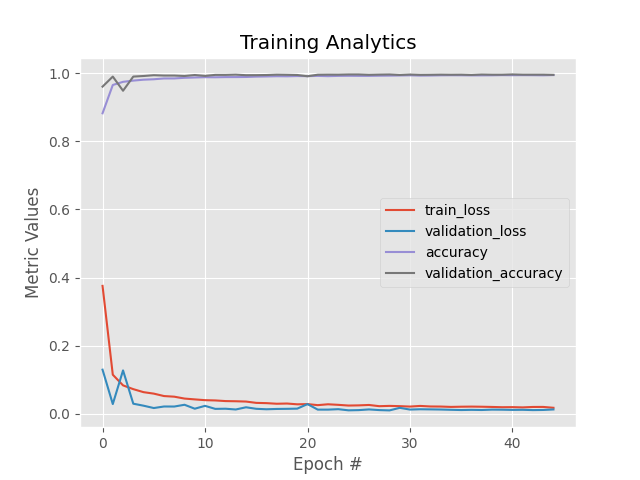 Training Analytics
Metric Values
1.0
0.8
0.6
0.4
0.2
0.0
train_loss
validation_loss
accuracy
validation_accuracy
0 10 20 30 40
Epoch #